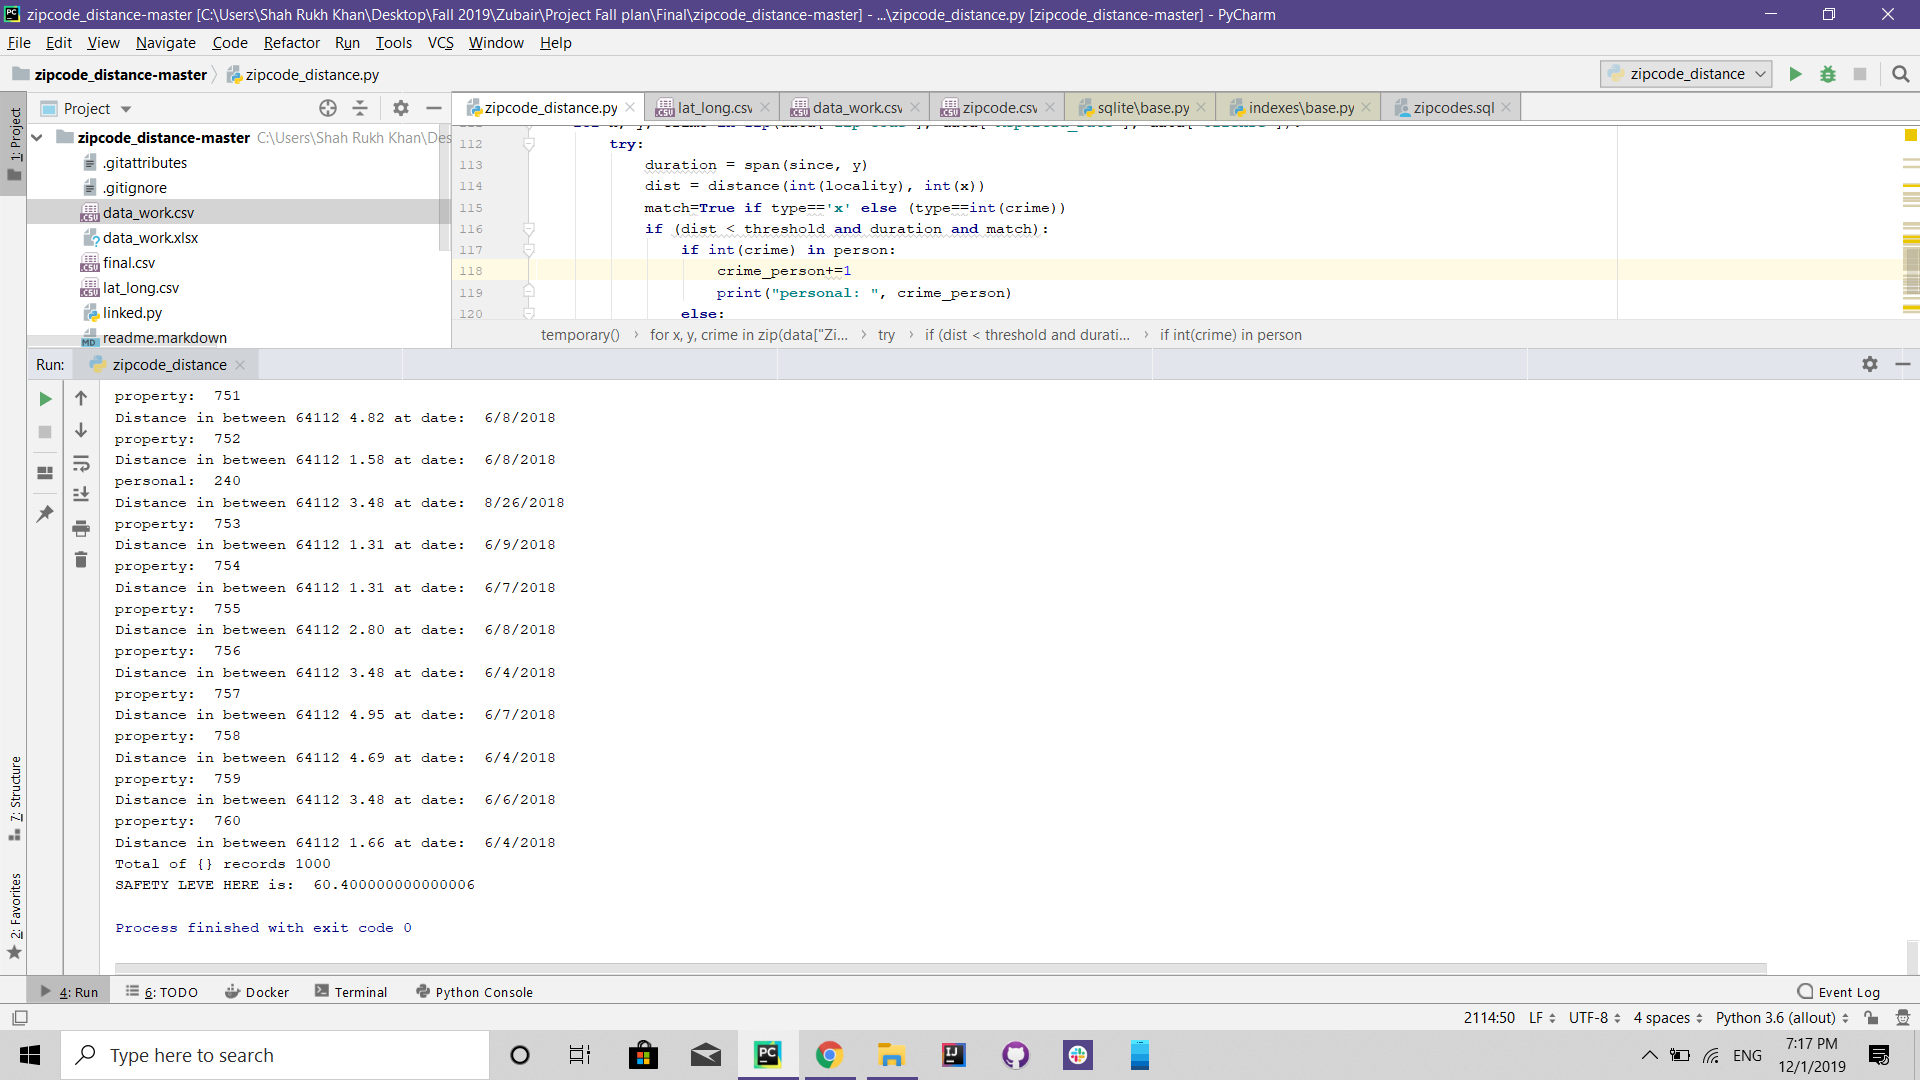 zipcode_distance-master [C:\Users\Shah Rukh Khan\Desktop\Fall 2019\Zubair\Project Fall plan\Final\zipcode_distance-master] - ...\zipcode_distance.py [zipcode_distance-master] - PyCharm
File Edit View Navigate Code Refactor Run Tools VCS Window Help
zipcode_distance-master zipcode_distance.py zipcode_distance
1: Project
Project
zipcode_distance.py lat_long.csv data_work.csv zipcode.csv sqlite\base.py indexes\base.py zipcodes.sql
zipcode_distance-master C:\Users\Shah Rukh Khan\Des
.gitattributes
.gitignore
data_work.csv
data_work.xlsx
final.csv
lat_long.csv
linked.py
readme.markdown
112 try:
113 duration = span(since, y)
114 dist = distance(int(locality), int(x))
115 match=True if type=='x' else (type==int(crime))
116 if (dist < threshold and duration and match):
117 if int(crime) in person:
118 crime_person+=1
119 print("personal: ", crime_person)
120 else:
temporary() › for x, y, crime in zip(data["Zi... › try › if (dist < threshold and durati... › if int(crime) in person
Run: zipcode_distance
property:  751
Distance in between 64112 4.82 at date:  6/8/2018
property:  752
Distance in between 64112 1.58 at date:  6/8/2018
personal:  240
Distance in between 64112 3.48 at date:  8/26/2018
property:  753
Distance in between 64112 1.31 at date:  6/9/2018
property:  754
Distance in between 64112 1.31 at date:  6/7/2018
property:  755
Distance in between 64112 2.80 at date:  6/8/2018
property:  756
Distance in between 64112 3.48 at date:  6/4/2018
property:  757
Distance in between 64112 4.95 at date:  6/7/2018
property:  758
Distance in between 64112 4.69 at date:  6/4/2018
property:  759
Distance in between 64112 3.48 at date:  6/6/2018
property:  760
Distance in between 64112 1.66 at date:  6/4/2018
Total of {} records 1000
SAFETY LEVE HERE is:  60.400000000000006
Process finished with exit code 0
7: Structure
2: Favorites
4: Run 6: TODO Docker Terminal Python Console Event Log
2114:50 LF UTF-8 4 spaces Python 3.6 (allout)
Type here to search
ENG
7:17 PM
12/1/2019